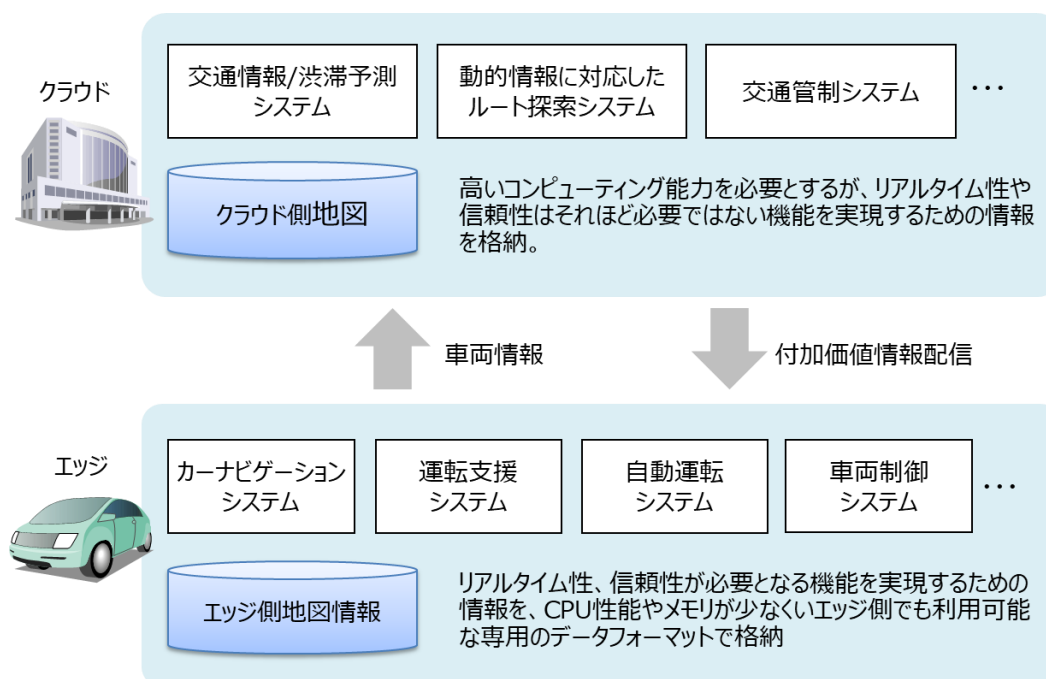 クラウド
交通情報/渋滞予測
システム
動的情報に対応した
ルート探索システム
交通管制システム
…
クラウド側地図
高いコンピューティング能力を必要とするが、リアルタイム性や
信頼性はそれほど必要ではない機能を実現するための情報
を格納。
車両情報
付加価値情報配信
エッジ
カーナビゲーション
システム
運転支援
システム
自動運転
システム
車両制御
システム
…
エッジ側地図情報
リアルタイム性、信頼性が必要となる機能を実現するための
情報を、CPU性能やメモリが少なくいエッジ側でも利用可能
な専用のデータフォーマットで格納